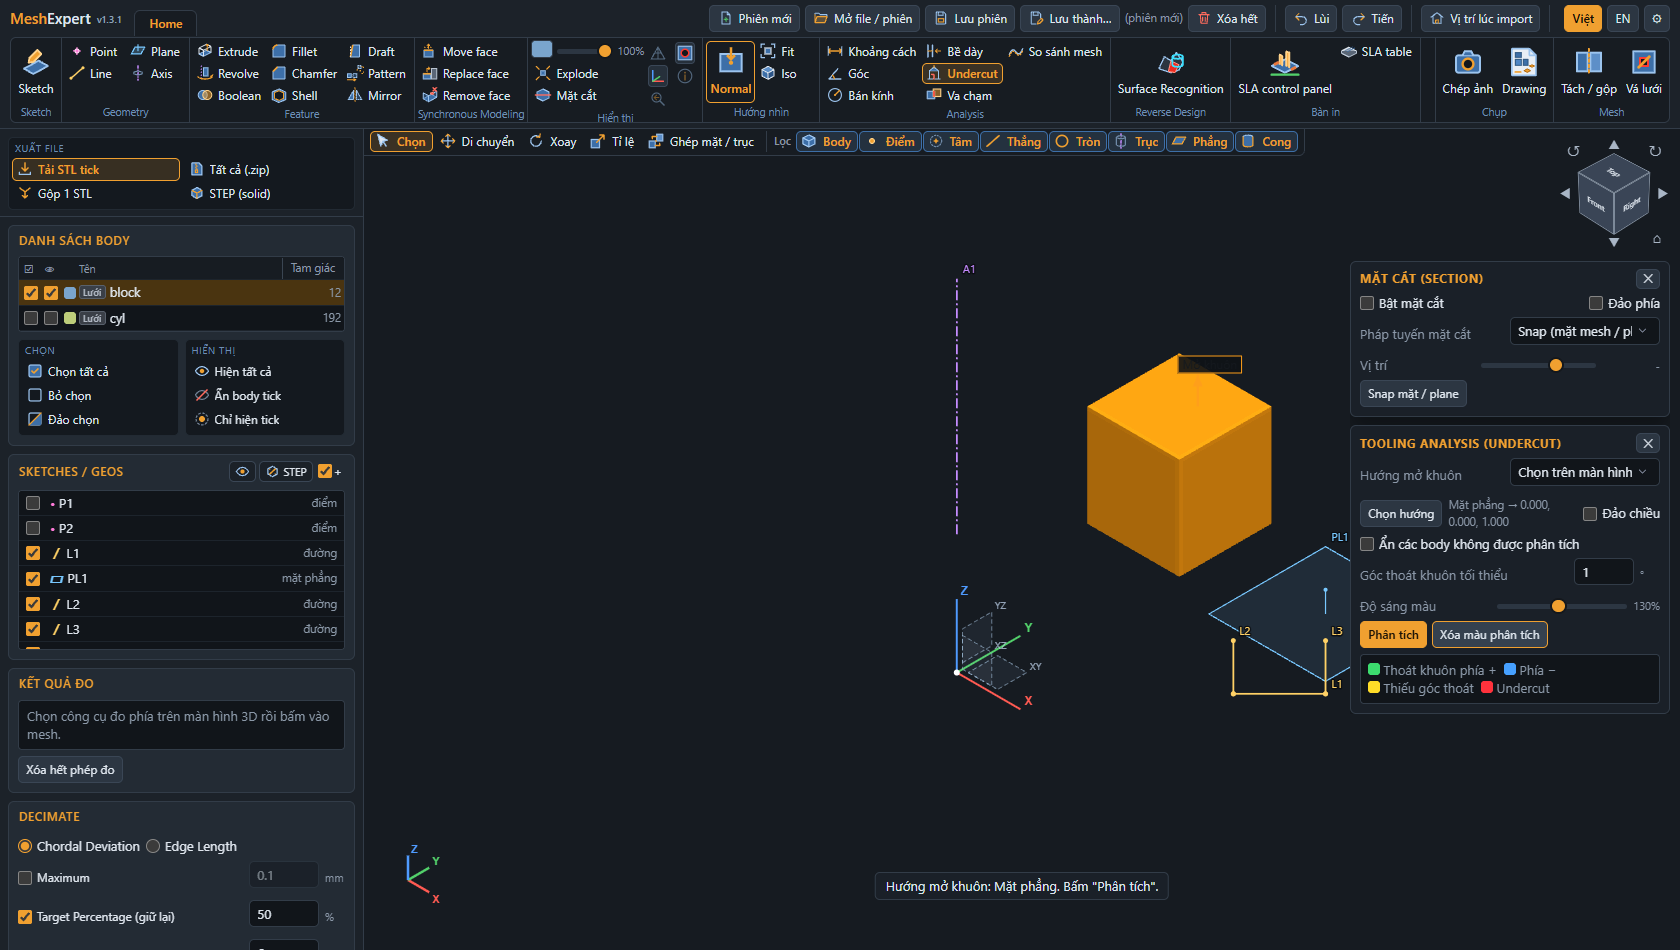 MeshExpert v1.3.1
Home
Phiên mới
Mở file / phiên
Lưu phiên
Lưu thành...
(phiên mới)
Xóa hết
Lùi
Tiến
Vị trí lúc import
Việt
EN
Sketch
Sketch
Point
Plane
Line
Axis
Geometry
Extrude
Fillet
Draft
Revolve
Chamfer
Pattern
Boolean
Shell
Mirror
Feature
Move face
Replace face
Remove face
Synchronous Modeling
100%
Explode
Mặt cắt
Hiển thị
Normal
Fit
Iso
Hướng nhìn
Khoảng cách
Bề dày
So sánh mesh
Góc
Undercut
Bán kính
Va chạm
Analysis
Surface Recognition
Reverse Design
SLA control panel
SLA table
Bàn in
Chép ảnh
Drawing
Chụp
Tách / gộp
Vá lưới
Mesh
XUẤT FILE
Tải STL tick
Tất cả (.zip)
Gộp 1 STL
STEP (solid)
Chọn
Di chuyển
Xoay
Tỉ lệ
Ghép mặt / trục
Lọc
Body
Điểm
Tâm
Thẳng
Tròn
Trục
Phẳng
Cong
DANH SÁCH BODY
Tên
Tam giác
Lưới block 12
Lưới cyl 192
CHỌN
Chọn tất cả
Bỏ chọn
Đảo chọn
HIỂN THỊ
Hiện tất cả
Ẩn body tick
Chỉ hiện tick
SKETCHES / GEOS
STEP
+
P1 điểm
P2 điểm
L1 đường
PL1 mặt phẳng
L2 đường
L3 đường
KẾT QUẢ ĐO
Chọn công cụ đo phía trên màn hình 3D rồi bấm vào
mesh.
Xóa hết phép đo
DECIMATE
Chordal Deviation
Edge Length
Maximum 0.1 mm
Target Percentage (giữ lại) 50 %
A1
Z
YZ
Y
XZ
XY
X
PL1
L2
L3
L1
Z
Y
X
Hướng mở khuôn: Mặt phẳng. Bấm "Phân tích".
Top
Front
Right
MẶT CẮT (SECTION)
Bật mặt cắt
Đảo phía
Pháp tuyến mặt cắt
Snap (mặt mesh / pl
Vị trí -
Snap mặt / plane
TOOLING ANALYSIS (UNDERCUT)
Hướng mở khuôn
Chọn trên màn hình
Chọn hướng
Mặt phẳng → 0.000,
0.000, 1.000
Đảo chiều
Ẩn các body không được phân tích
Góc thoát khuôn tối thiểu 1 °
Độ sáng màu 130%
Phân tích
Xóa màu phân tích
Thoát khuôn phía +
Phía −
Thiếu góc thoát
Undercut